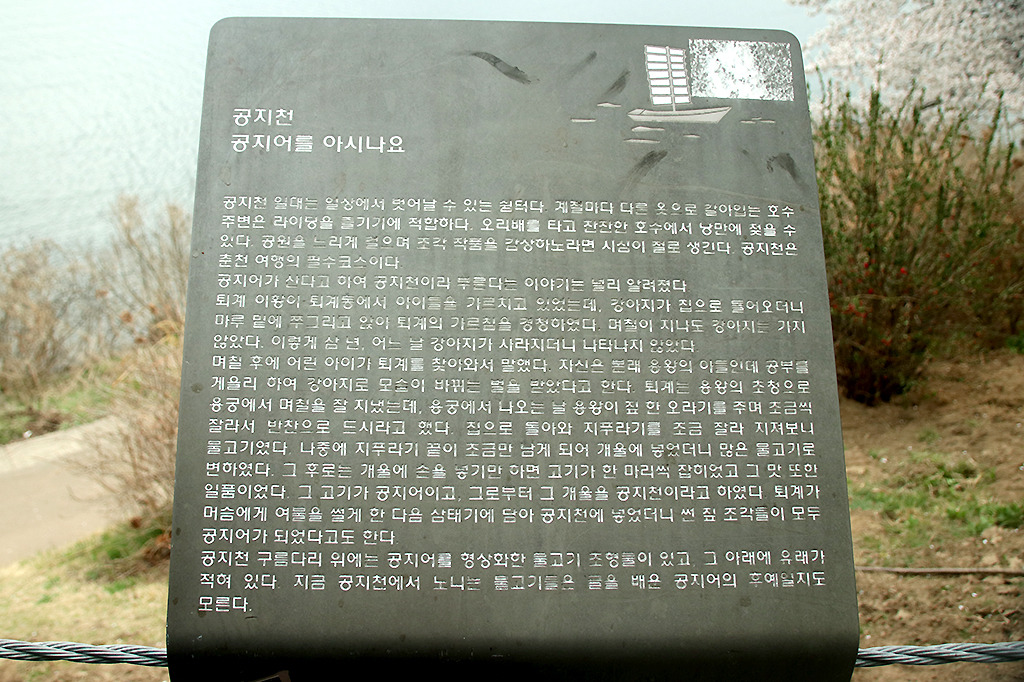 공지천
공지어를 아시나요
공지천 일대는 일상에서 벗어날 수 있는 쉼터다. 계절마다 다른 옷으로 갈아입는 호수
주변은 라이딩을 즐기기에 적합하다. 오리배를 타고 잔잔한 호수에서 낭만에 젖을 수
있다. 공원을 느리게 걸으며 조각 작품을 감상하노라면 시심이 절로 생긴다. 공지천은
춘천 여행의 필수코스이다.
공지어가 산다고 하여 공지천이라 부른다는 이야기는 널리 알려졌다.
퇴계 이황이 퇴계동에서 아이들을 가르치고 있었는데, 강아지가 집으로 들어오더니
마루 밑에 쭈그리고 앉아 퇴계의 가르침을 경청하였다. 며칠이 지나도 강아지는 가지
않았다. 이렇게 삼 년, 어느 날 강아지가 사라지더니 나타나지 않았다.
며칠 후에 어린 아이가 퇴계를 찾아와서 말했다. 자신은 본래 용왕의 아들인데 공부를
게을리 하여 강아지로 모습이 바뀌는 벌을 받았다고 한다. 퇴계는 용왕의 초청으로
용궁에서 며칠을 잘 지냈는데, 용궁에서 나오는 날 용왕이 짚 한 오라기를 주며 조금씩
잘라서 반찬으로 드시라고 했다. 집으로 돌아와 지푸라기를 조금 잘라 지져보니
물고기였다. 나중에 지푸라기 끝이 조금만 남게 되어 개울에 넣었더니 많은 물고기로
변하였다. 그 후로는 개울에 손을 넣기만 하면 고기가 한 마리씩 잡히었고 그 맛 또한
일품이었다. 그 고기가 공지어이고, 그로부터 그 개울을 공지천이라고 하였다. 퇴계가
머슴에게 여물을 썰게 한 다음 삼태기에 담아 공지천에 넣었더니 썬 짚 조각들이 모두
공지어가 되었다고도 한다.
공지천 구름다리 위에는 공지어를 형상화한 물고기 조형물이 있고, 그 아래에 유래가
적혀 있다. 지금 공지천에서 노니는 물고기들은 글을 배운 공지어의 후예일지도
모른다.